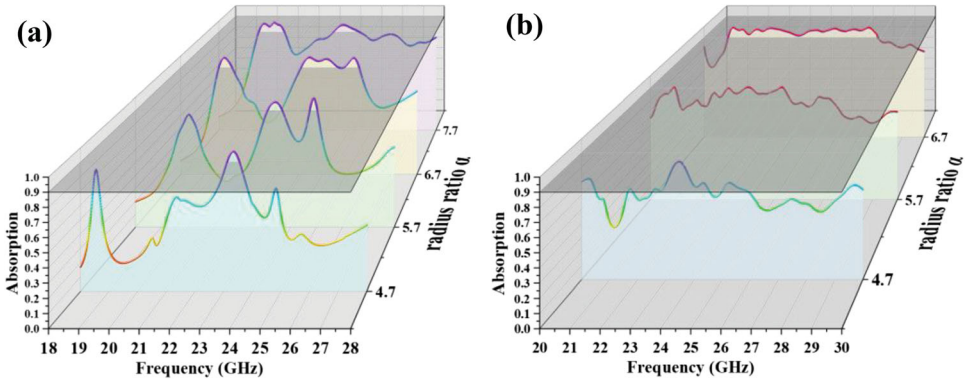 (a)
1.0
0.9
0.8
0.7
0.6
0.5
0.4
0.3
0.2
0.1
0.0
Absorption
18 19 20 21 22 23 24 25 26 27 28
Frequency (GHz)
4.7
5.7
6.7
7.7
radius ratio α
(b)
1.0
0.9
0.8
0.7
0.6
0.5
0.4
0.3
0.2
0.1
0.0
Absorption
20 21 22 23 24 25 26 27 28 29 30
Frequency (GHz)
4.7
5.7
6.7
radius ratio α